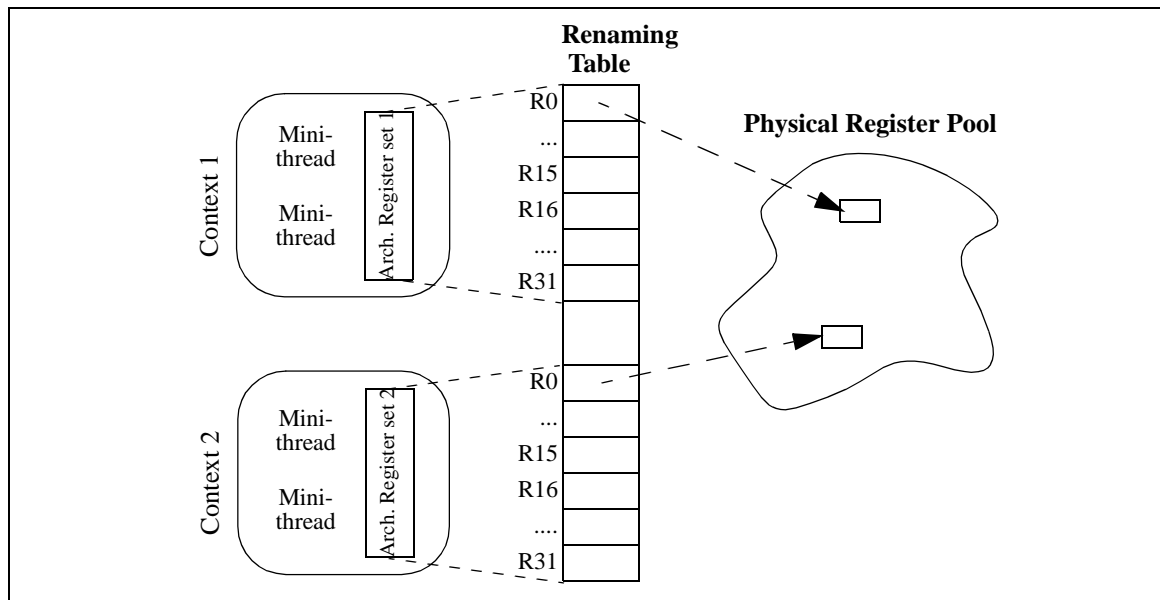 Renaming
Table
Physical Register Pool
Context 1
Mini-
thread
Mini-
thread
Arch. Register set 1
R0
...
R15
R16
....
R31
Context 2
Mini-
thread
Mini-
thread
Arch. Register set 2
R0
...
R15
R16
....
R31